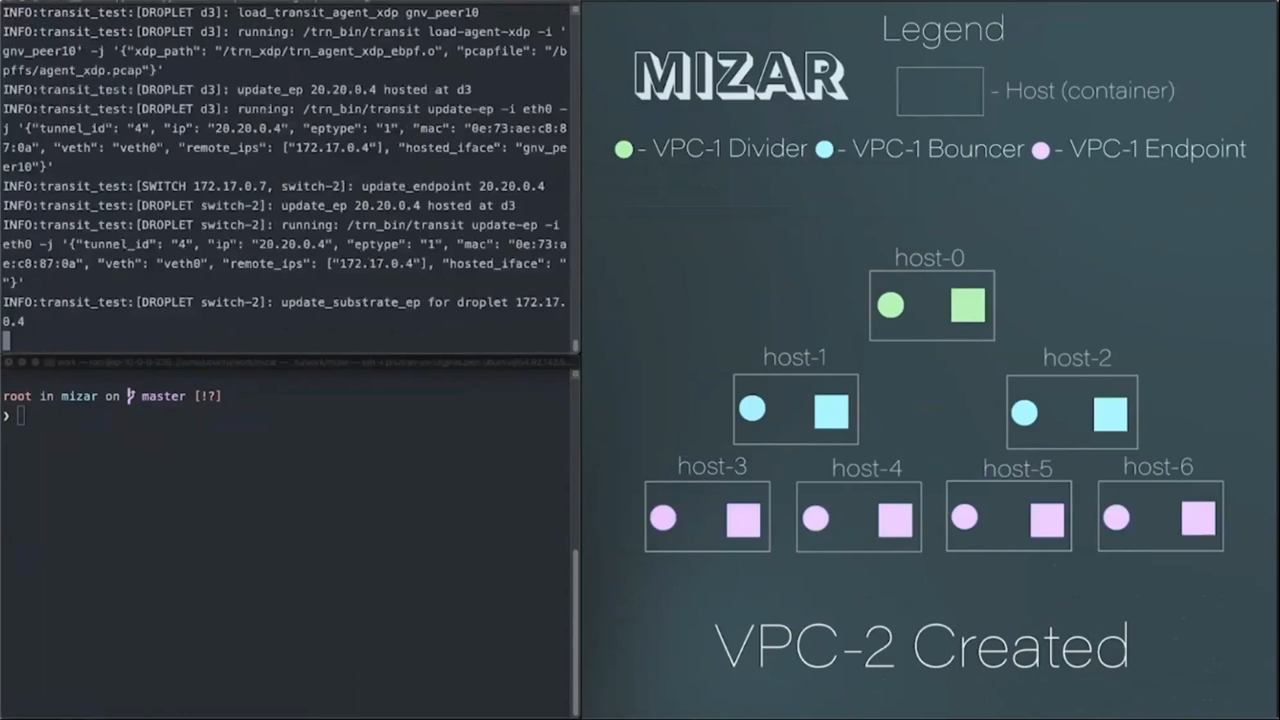 INFO:transit_test:[DROPLET d3]: load_transit_agent_xdp gnv_peer10
INFO:transit_test:[DROPLET d3]: running: /trn_bin/transit load-agent-xdp -i '
gnv_peer10' -j '{"xdp_path": "/trn_xdp/trn_agent_xdp_ebpf.o", "pcapfile": "/b
pffs/agent_xdp.pcap"}'
INFO:transit_test:[DROPLET d3]: update_ep 20.20.0.4 hosted at d3
INFO:transit_test:[DROPLET d3]: running: /trn_bin/transit update-ep -i eth0 -
j '{"tunnel_id": "4", "ip": "20.20.0.4", "eptype": "1", "mac": "0e:73:ae:c8:8
7:0a", "veth": "veth0", "remote_ips": ["172.17.0.4"], "hosted_iface": "gnv_pe
er10"}'
INFO:transit_test:[SWITCH 172.17.0.7, switch-2]: update_endpoint 20.20.0.4
INFO:transit_test:[DROPLET switch-2]: update_ep 20.20.0.4 hosted at d3
INFO:transit_test:[DROPLET switch-2]: running: /trn_bin/transit update-ep -i
eth0 -j '{"tunnel_id": "4", "ip": "20.20.0.4", "eptype": "1", "mac": "0e:73:a
e:c8:87:0a", "veth": "veth0", "remote_ips": ["172.17.0.4"], "hosted_iface": "
"}'
INFO:transit_test:[DROPLET switch-2]: update_substrate_ep for droplet 172.17.
0.4
root in mizar on master [!?]
❯
Legend
MIZAR
- Host (container)
- VPC-1 Divider - VPC-1 Bouncer - VPC-1 Endpoint
host-0
host-1 host-2
host-3 host-4 host-5 host-6
VPC-2 Created